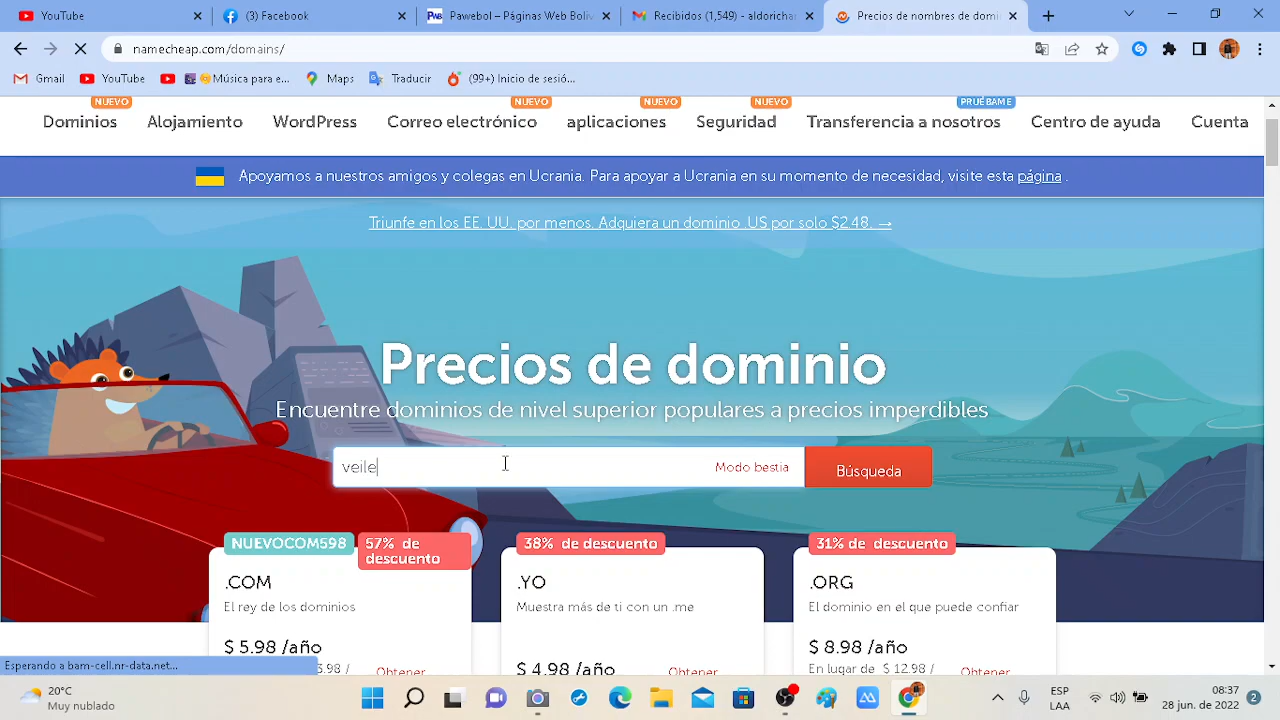 YouTube
(3) Facebook
PWB Pawebol – Páginas Web Boliv
Recibidos (1,548) - aldorichar
Precios de nombres de domi
namecheap.com/domains/
Gmail
YouTube
Música para e...
Maps
Traducir
(99+) Inicio de sesió...
NUEVO NUEVO NUEVO NUEVO PRUÉBAME
Dominios Alojamiento WordPress Correo electrónico aplicaciones Seguridad Transferencia a nosotros Centro de ayuda Cuenta
Apoyamos a nuestros amigos y colegas en Ucrania. Para apoyar a Ucrania en su momento de necesidad, visite esta página .
Triunfe en los EE. UU. por menos. Adquiera un dominio .US por solo $2.48. →
Precios de dominio
Encuentre dominios de nivel superior populares a precios imperdibles
veile Modo bestia Búsqueda
NUEVOCOM598
57% de
descuento
.COM
El rey de los dominios
$ 5.98 /año
Obtener
38% de descuento
.YO
Muestra más de ti con un .me
$ 4.98 /año
Obtener
31% de descuento
.ORG
El dominio en el que puede confiar
$ 8.98 /año
En lugar de $ 12.98 /
Obtener
Esperando a bam-cell.nr-data.net...
20°C
Muy nublado
ESP
LAA
08:37
28 jun. de 2022
2